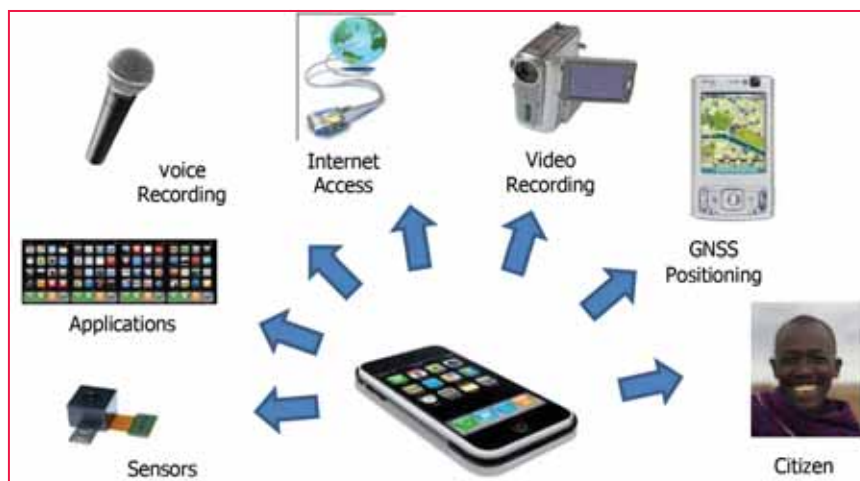 voice
Recording
Internet
Access
Video
Recording
GNSS
Positioning
Applications
Sensors
Citizen